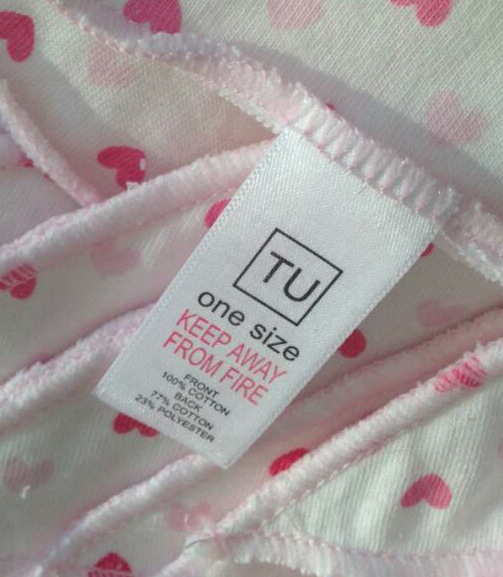 TU
one size
KEEP AWAY
FROM FIRE
FRONT
100% COTTON
BACK
77% COTTON
23% POLYESTER